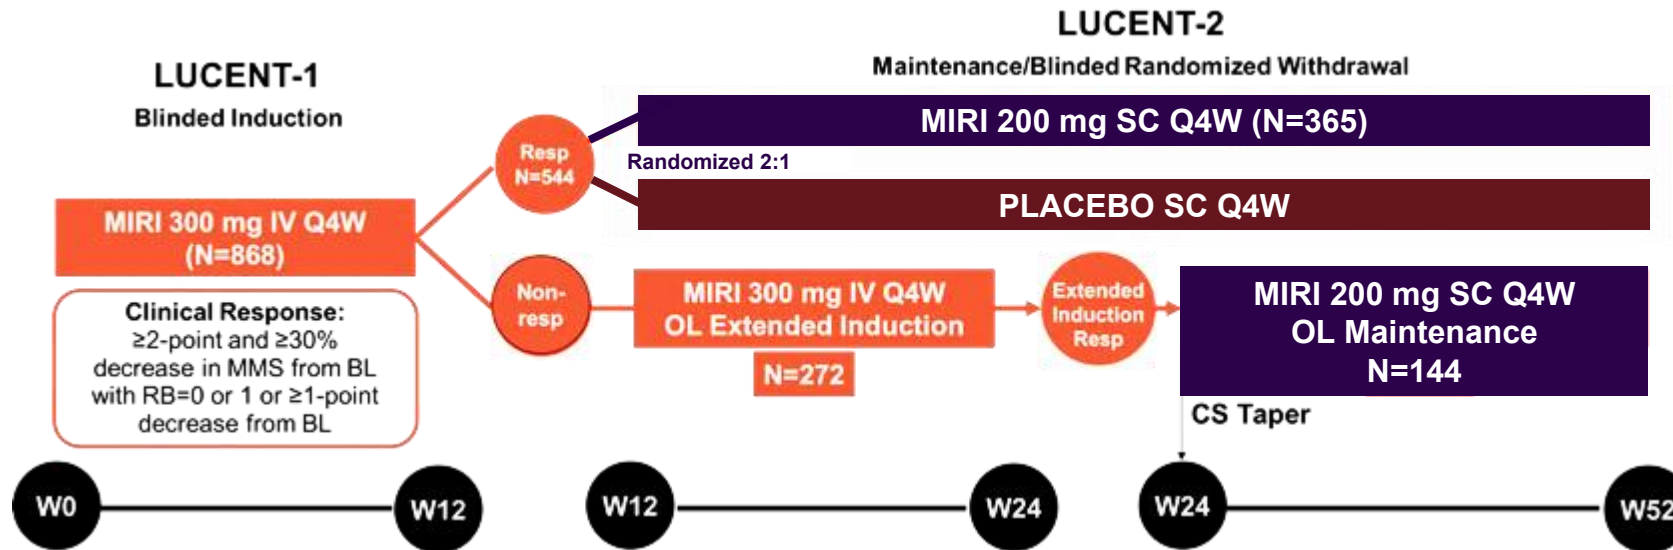 LUCENT-1
Blinded Induction
LUCENT-2
Maintenance/Blinded Randomized Withdrawal
MIRI 300 mg IV Q4W
(N=868)
Clinical Response:
≥2-point and ≥30%
decrease in MMS from BL
with RB=0 or 1 or ≥1-point
decrease from BL
Resp
N=544
Randomized 2:1
MIRI 200 mg SC Q4W (N=365)
PLACEBO SC Q4W
Non-
resp
MIRI 300 mg IV Q4W
OL Extended Induction
N=272
Extended
Induction
Resp
MIRI 200 mg SC Q4W
OL Maintenance
N=144
CS Taper
W0
W12
W12
W24
W24
W52